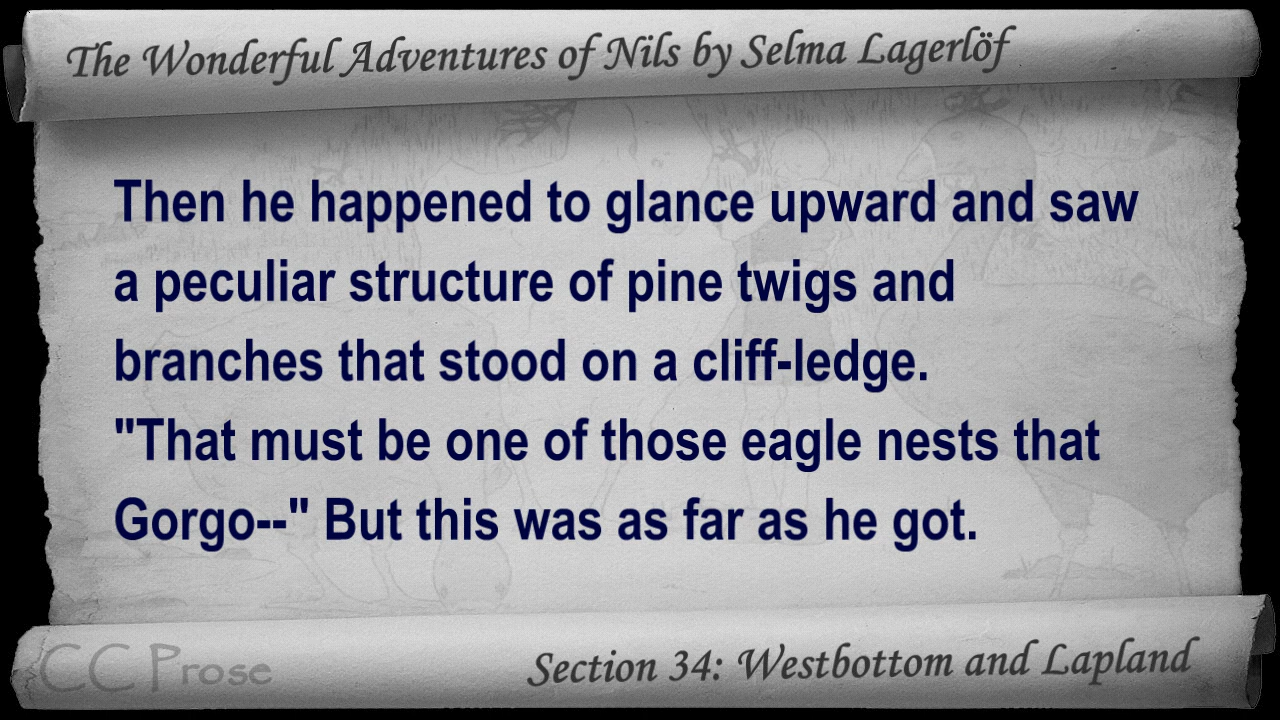 The Wonderful Adventures of Nils by Selma Lagerlöf
Then he happened to glance upward and saw
a peculiar structure of pine twigs and
branches that stood on a cliff-ledge.
"That must be one of those eagle nests that
Gorgo--" But this was as far as he got.
CC Prose
Section 34: Westbottom and Lapland